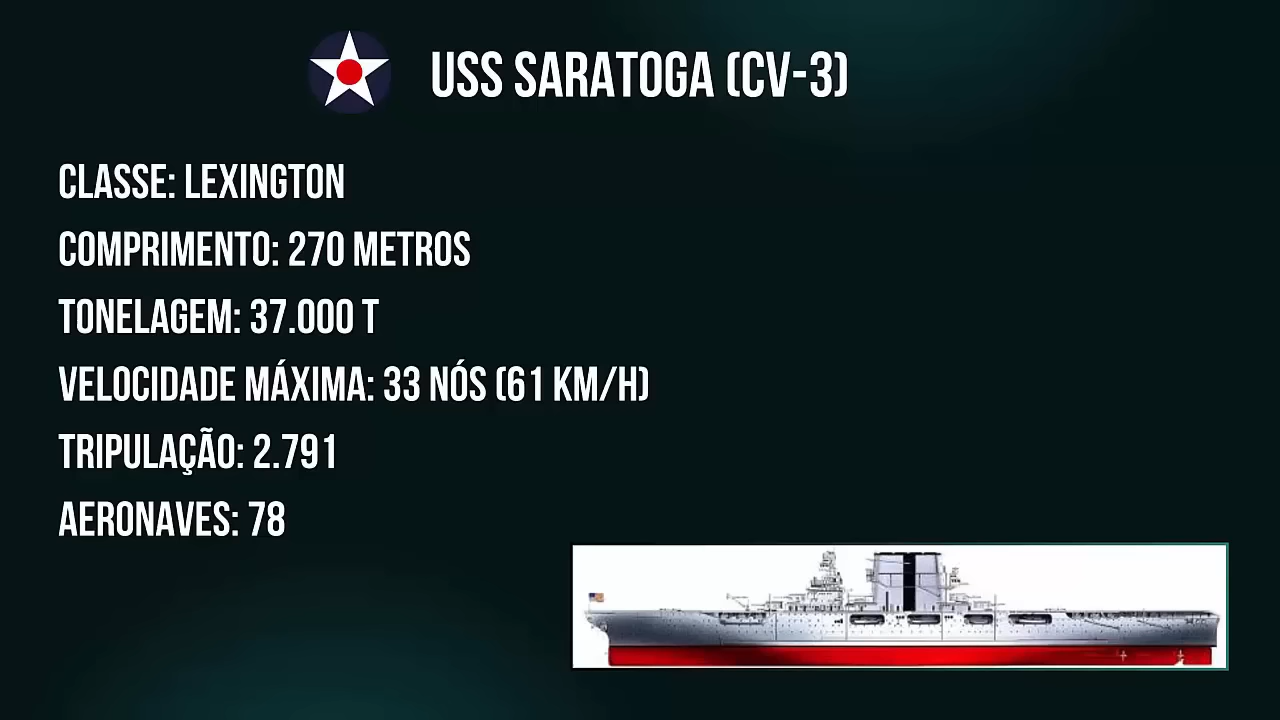 USS SARATOGA (CV-3)
CLASSE: LEXINGTON
COMPRIMENTO: 270 METROS
TONELAGEM: 37.000 T
VELOCIDADE MÁXIMA: 33 NÓS (61 KM/H)
TRIPULAÇÃO: 2.791
AERONAVES: 78